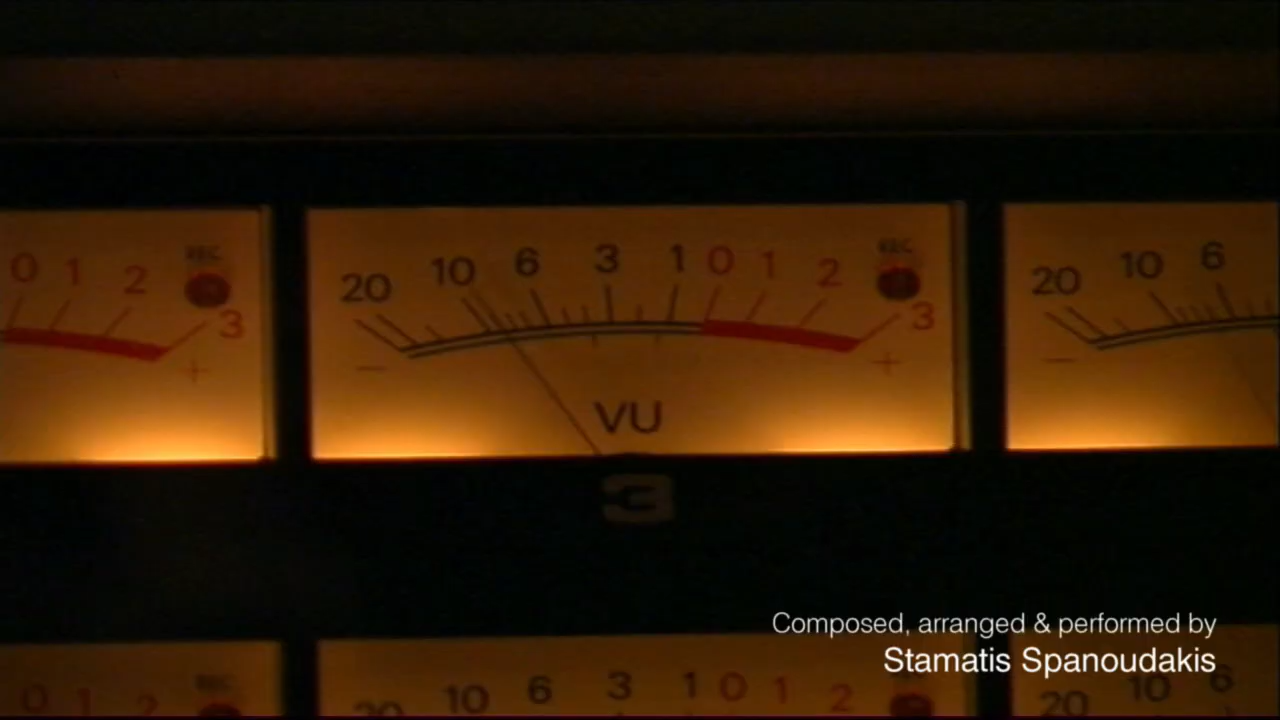 0 1 2 REC 3 +
20 10 6 3 1 0 1 2 REC 3
- +
VU
20 10 6
-
3
Composed, arranged & performed by
Stamatis Spanoudakis
0 1 2 REC
20 10 6 3 1 0 1 2
20 10 6